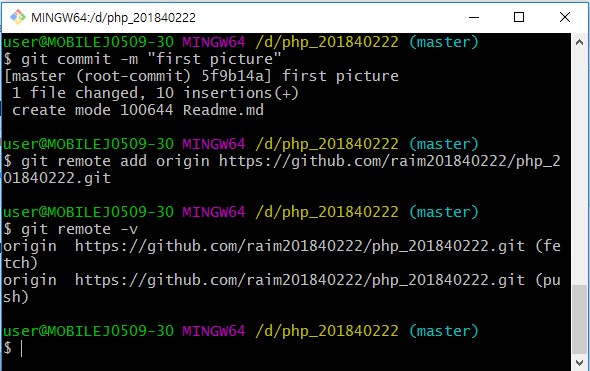 MINGW64:/d/php_201840222
user@MOBILEJ0509-30 MINGW64 /d/php_201840222 (master)
$ git commit -m "first picture"
[master (root-commit) 5f9b14a] first picture
 1 file changed, 10 insertions(+)
 create mode 100644 Readme.md
user@MOBILEJ0509-30 MINGW64 /d/php_201840222 (master)
$ git remote add origin https://github.com/raim201840222/php_2
01840222.git
user@MOBILEJ0509-30 MINGW64 /d/php_201840222 (master)
$ git remote -v
origin  https://github.com/raim201840222/php_201840222.git (fe
tch)
origin  https://github.com/raim201840222/php_201840222.git (pu
sh)
user@MOBILEJ0509-30 MINGW64 /d/php_201840222 (master)
$